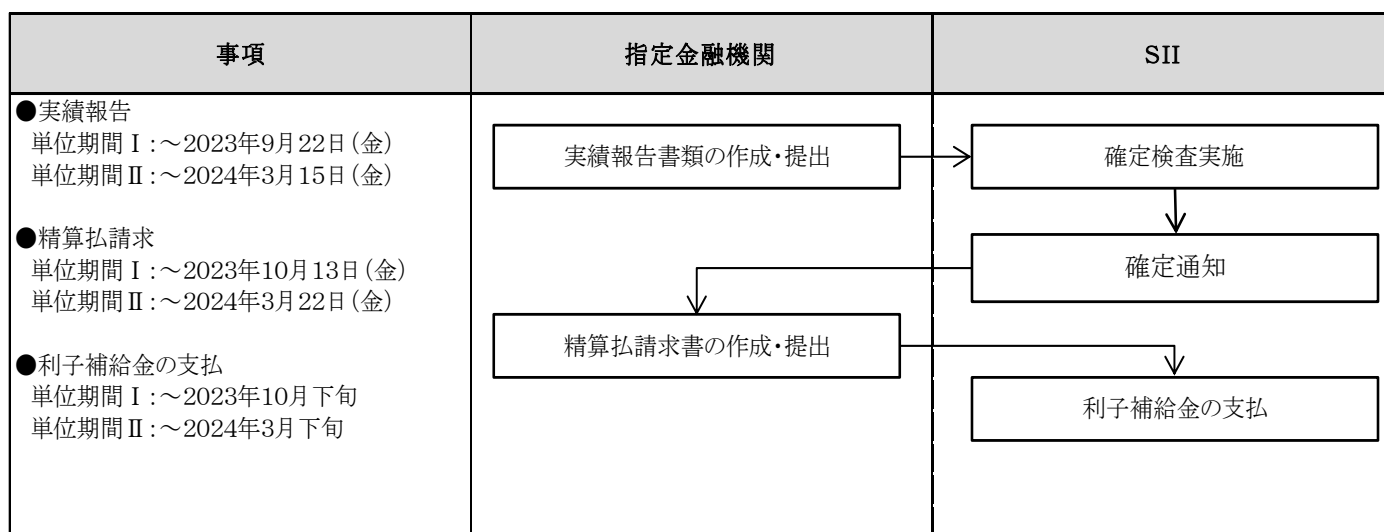 事項
指定金融機関
SII
●実績報告
単位期間Ⅰ:～2023年9月22日(金)
単位期間Ⅱ:～2024年3月15日(金)
●精算払請求
単位期間Ⅰ:～2023年10月13日(金)
単位期間Ⅱ:～2024年3月22日(金)
●利子補給金の支払
単位期間Ⅰ:～2023年10月下旬
単位期間Ⅱ:～2024年3月下旬
実績報告書類の作成・提出
確定検査実施
確定通知
精算払請求書の作成・提出
利子補給金の支払